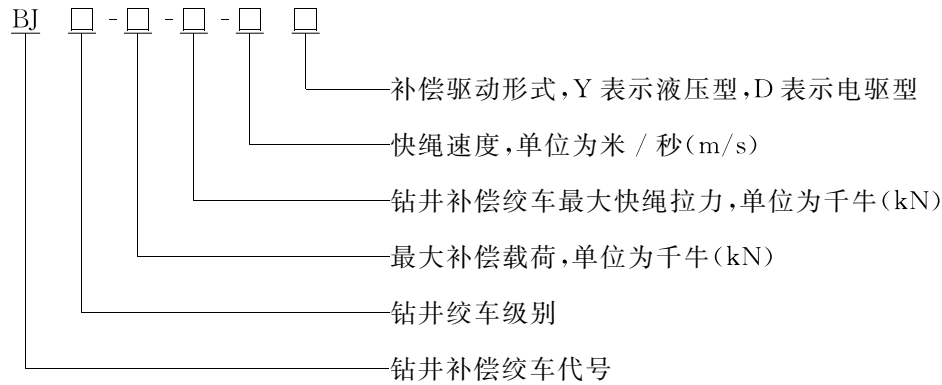 BJ □-□-□-□ □
补偿驱动形式,Y 表示液压型,D 表示电驱型
快绳速度,单位为米 / 秒(m/s)
钻井补偿绞车最大快绳拉力,单位为千牛(kN)
最大补偿载荷,单位为千牛(kN)
钻井绞车级别
钻井补偿绞车代号